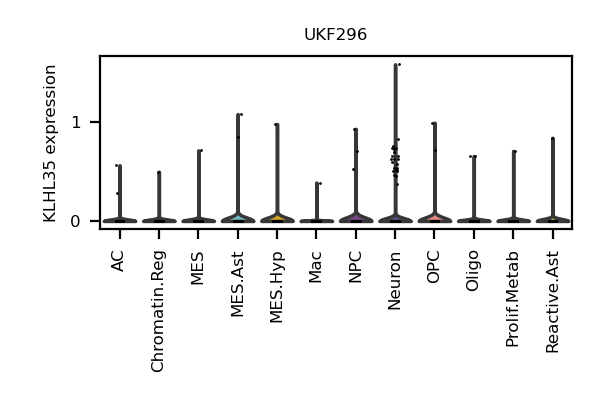 UKF296
KLHL35 expression
1
0
AC
Chromatin.Reg
MES
MES.Ast
MES.Hyp
Mac
NPC
Neuron
OPC
Oligo
Prolif.Metab
Reactive.Ast